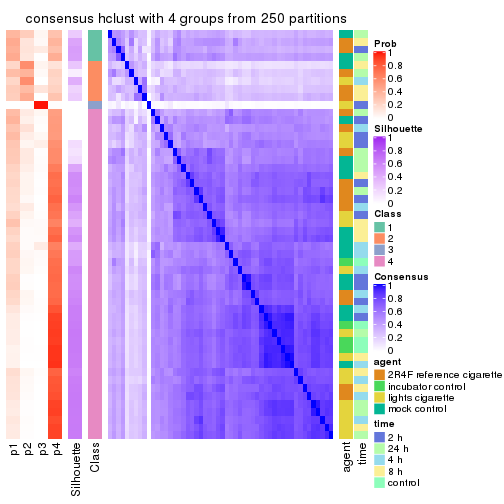 consensus hclust with 4 groups from 250 partitions
Prob
1
0.8
0.6
0.4
0.2
0
Silhouette
1
0.8
0.6
0.4
0.2
0
Class
1
2
3
4
Consensus
1
0.8
0.6
0.4
0.2
0
agent
2R4F reference cigarette
incubator control
lights cigarette
mock control
time
2 h
24 h
4 h
8 h
control
p1
p2
p3
p4
Silhouette
Class
agent
time